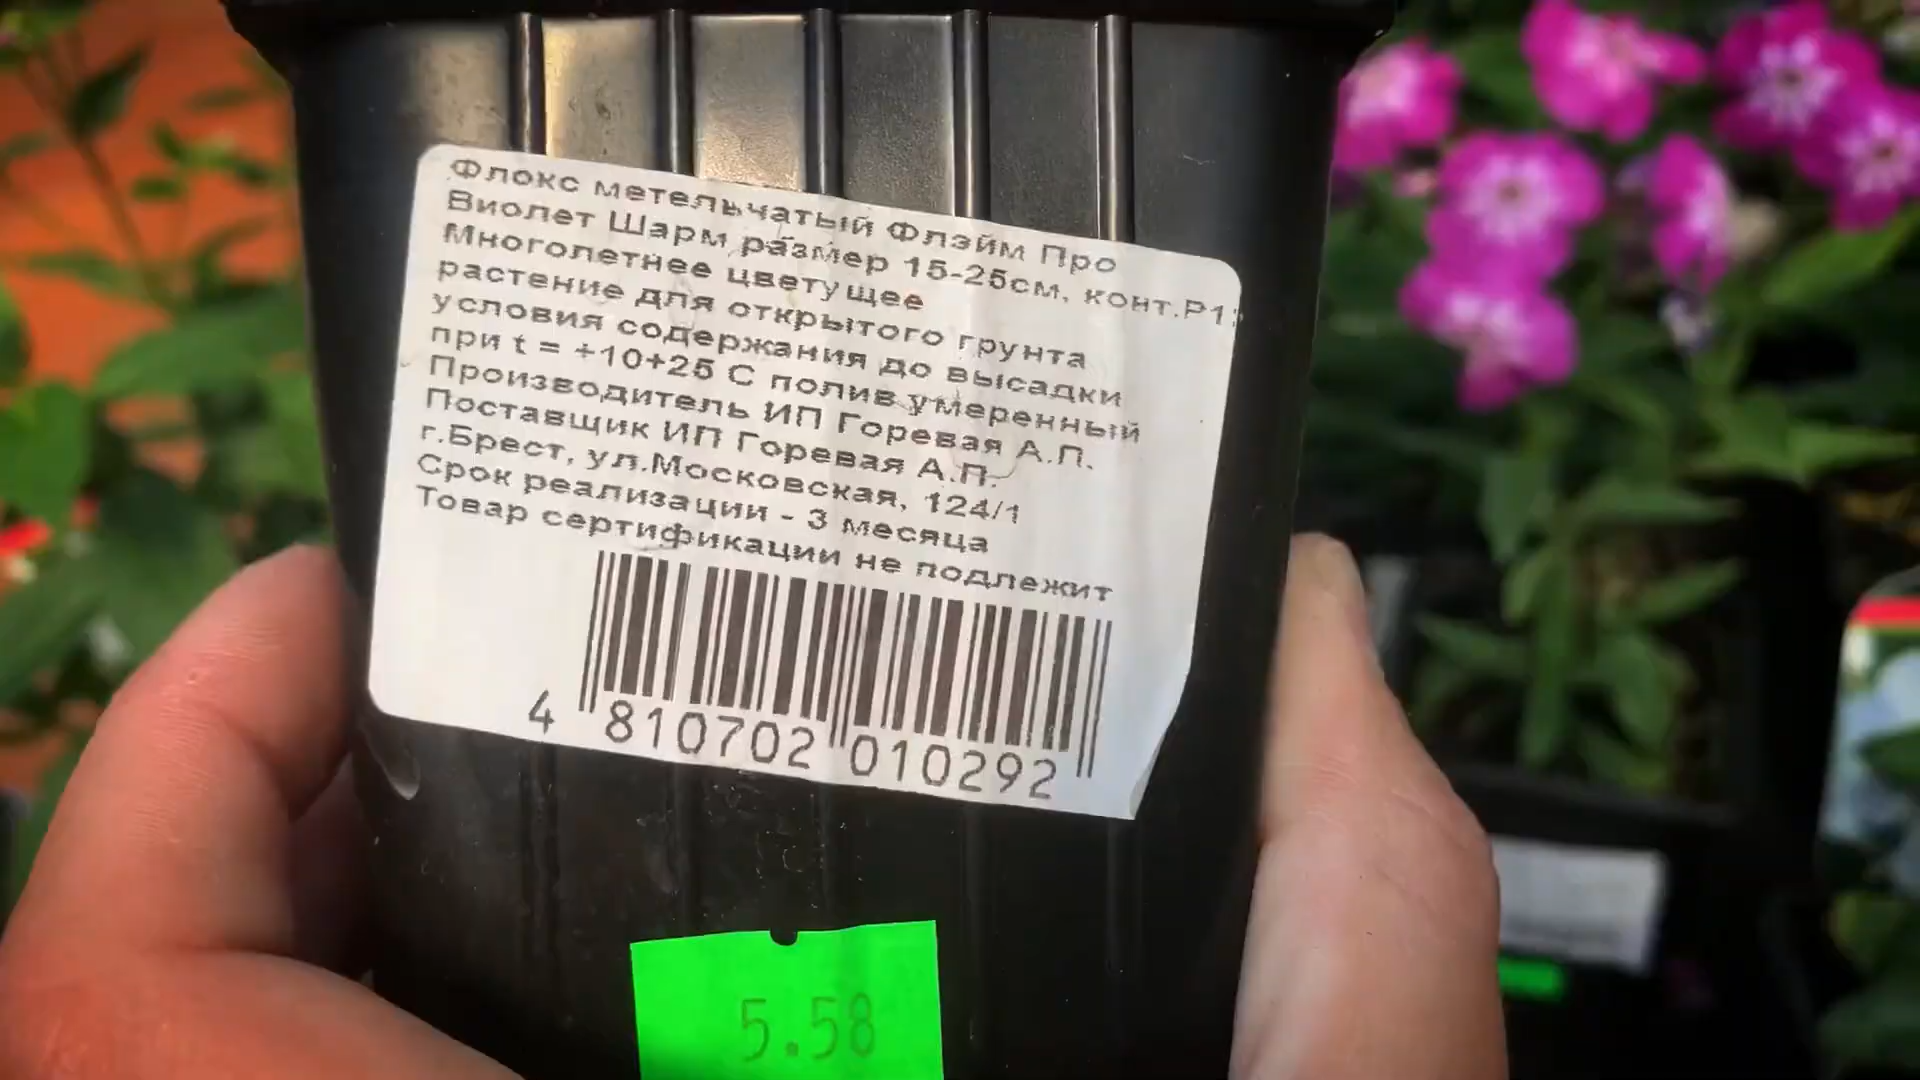 Флокс метельчатый Флэйм Про
Виолет Шарм размер 15-25см, конт.Р1;
Многолетнее цветущее
растение для открытого грунта
условия содержания до высадки
при t = +10+25 С полив умеренный
Производитель ИП Горевая А.П.
Поставщик ИП Горевая А.П.
г.Брест, ул.Московская, 124/1
Срок реализации - 3 месяца
Товар сертификации не подлежит
4 810702 010292
5.58